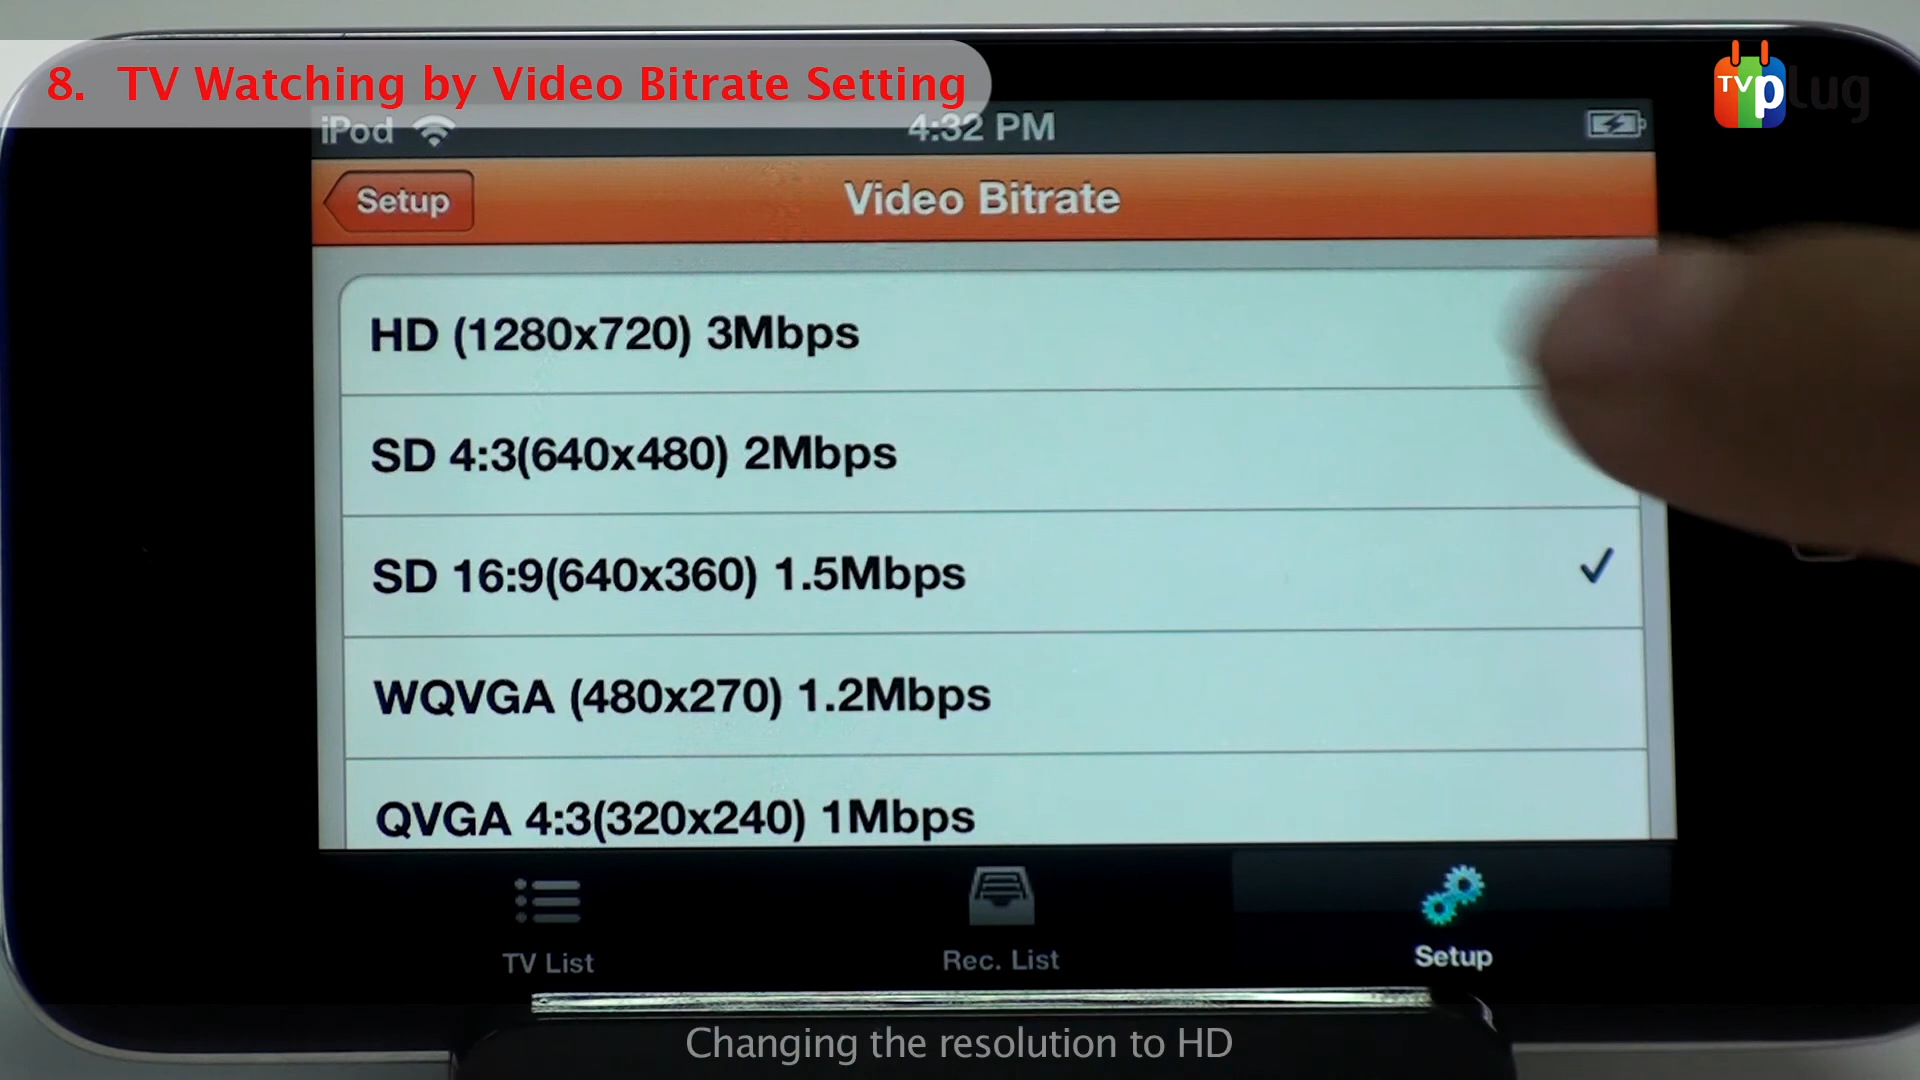 8. TV Watching by Video Bitrate Setting
TV plug
iPod 4:32 PM
Setup Video Bitrate
HD (1280x720) 3Mbps
SD 4:3(640x480) 2Mbps
SD 16:9(640x360) 1.5Mbps
WQVGA (480x270) 1.2Mbps
QVGA 4:3(320x240) 1Mbps
TV List Rec. List Setup
Changing the resolution to HD